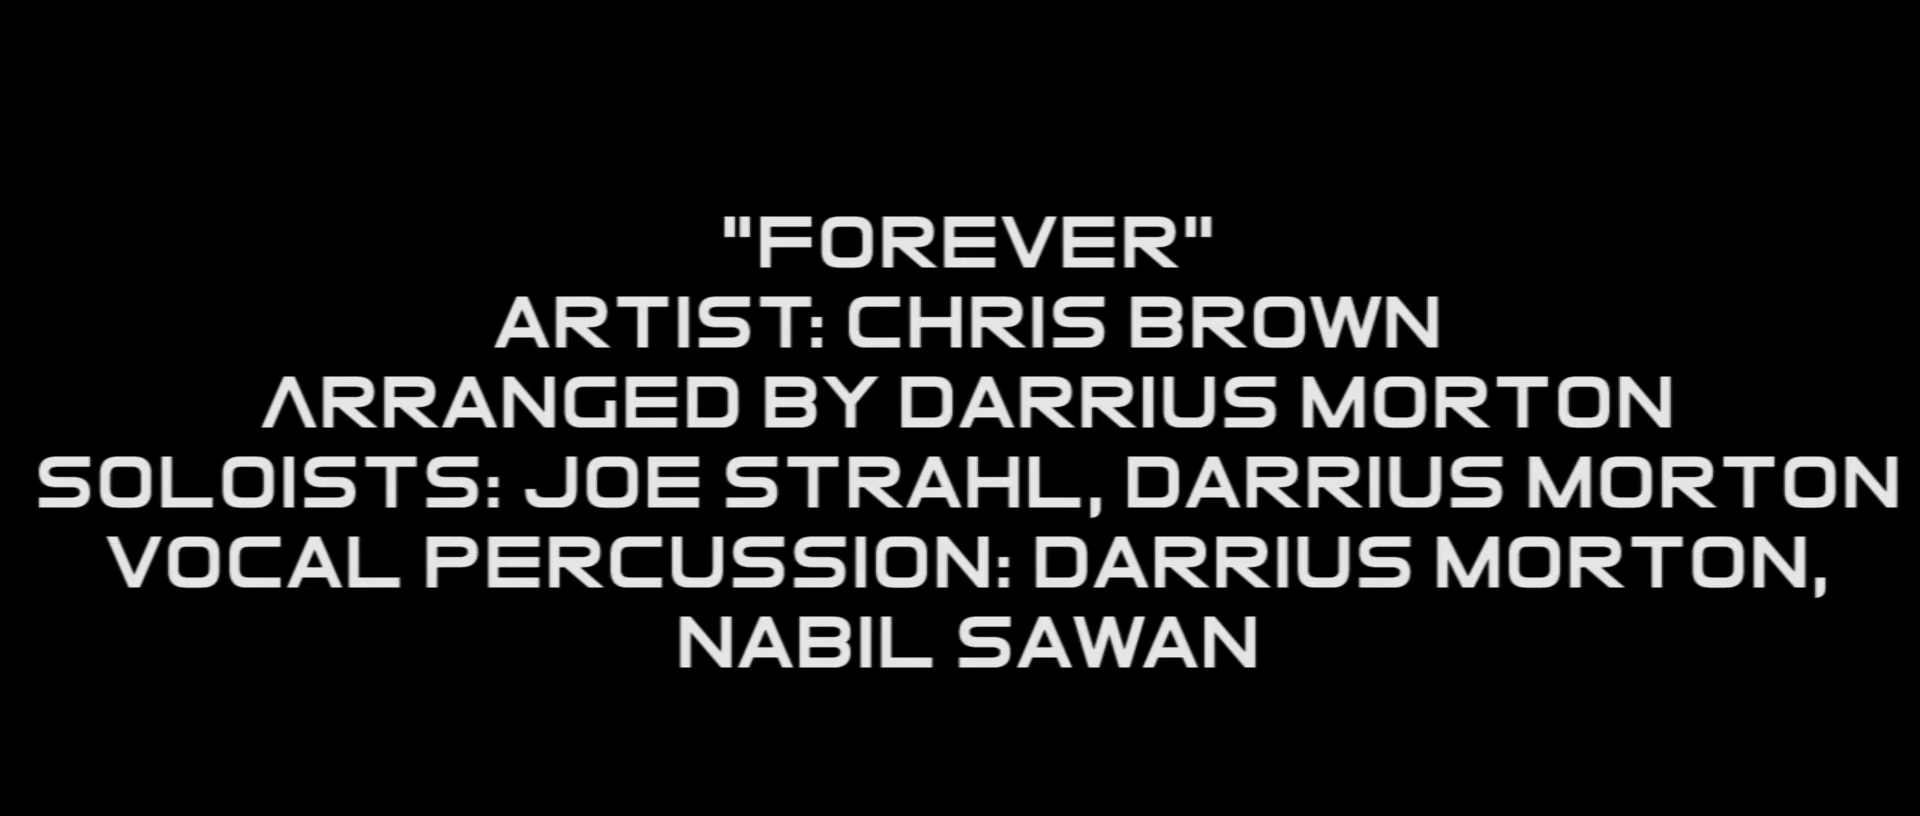 "FOREVER"
ARTIST: CHRIS BROWN
ARRANGED BY DARRIUS MORTON
SOLOISTS: JOE STRAHL, DARRIUS MORTON
VOCAL PERCUSSION: DARRIUS MORTON,
NABIL SAWAN